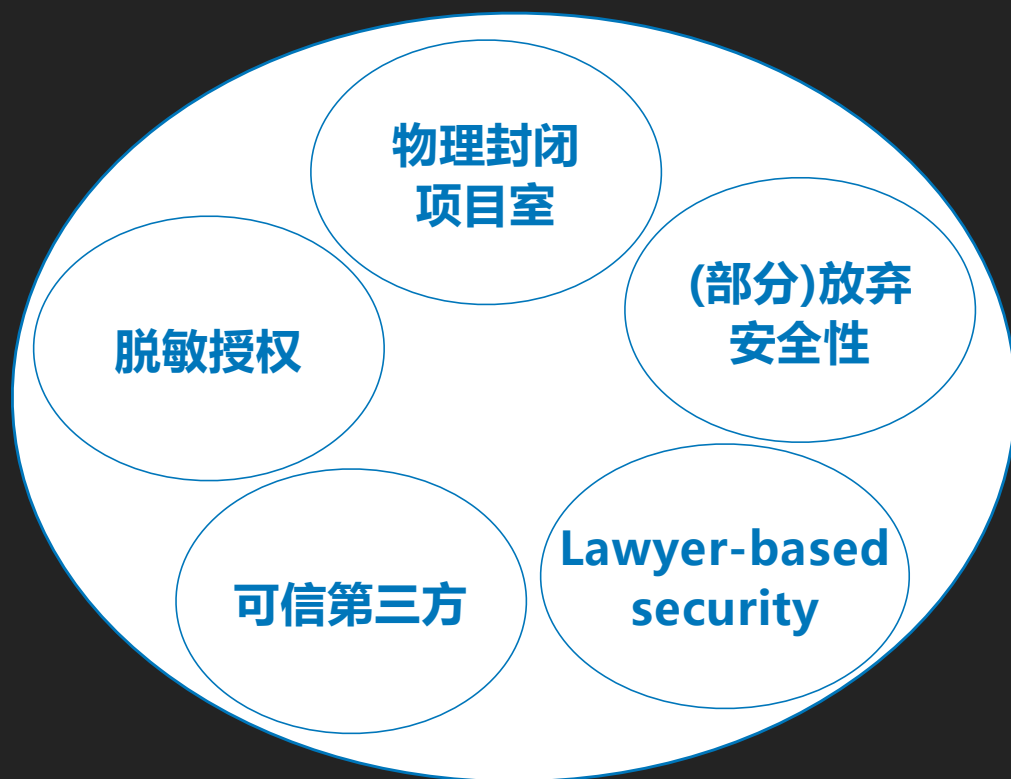 物理封闭
项目室
(部分)放弃
安全性
脱敏授权
Lawyer-based
security
可信第三方